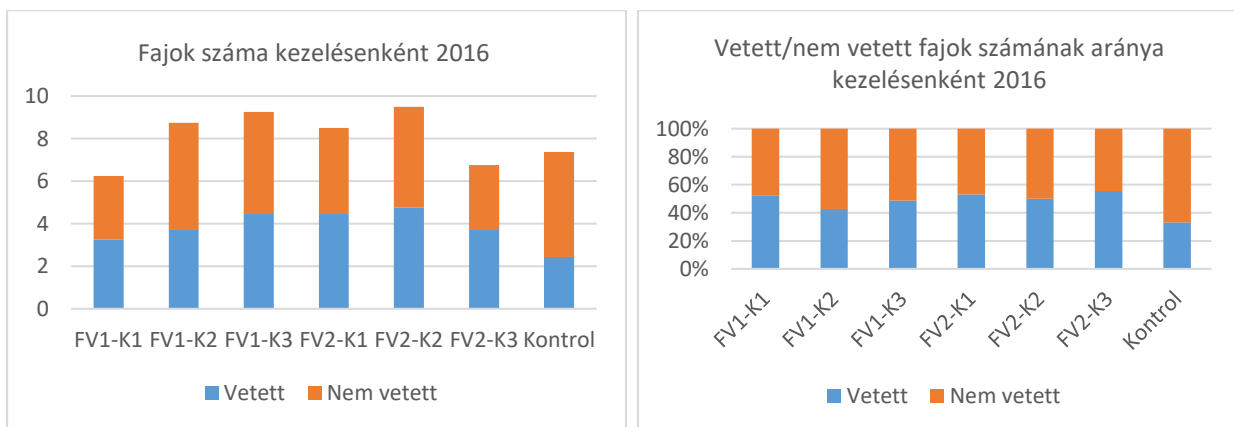 Fajok száma kezelésenként 2016
10
8
6
4
2
0
FV1-K1 FV1-K2 FV1-K3 FV2-K1 FV2-K2 FV2-K3 Kontrol
Vetett Nem vetett
Vetett/nem vetett fajok számának aránya
kezelésenként 2016
100%
80%
60%
40%
20%
0%
FV1-K1
FV1-K2
FV1-K3
FV2-K1
FV2-K2
FV2-K3
Kontrol
Vetett Nem vetett